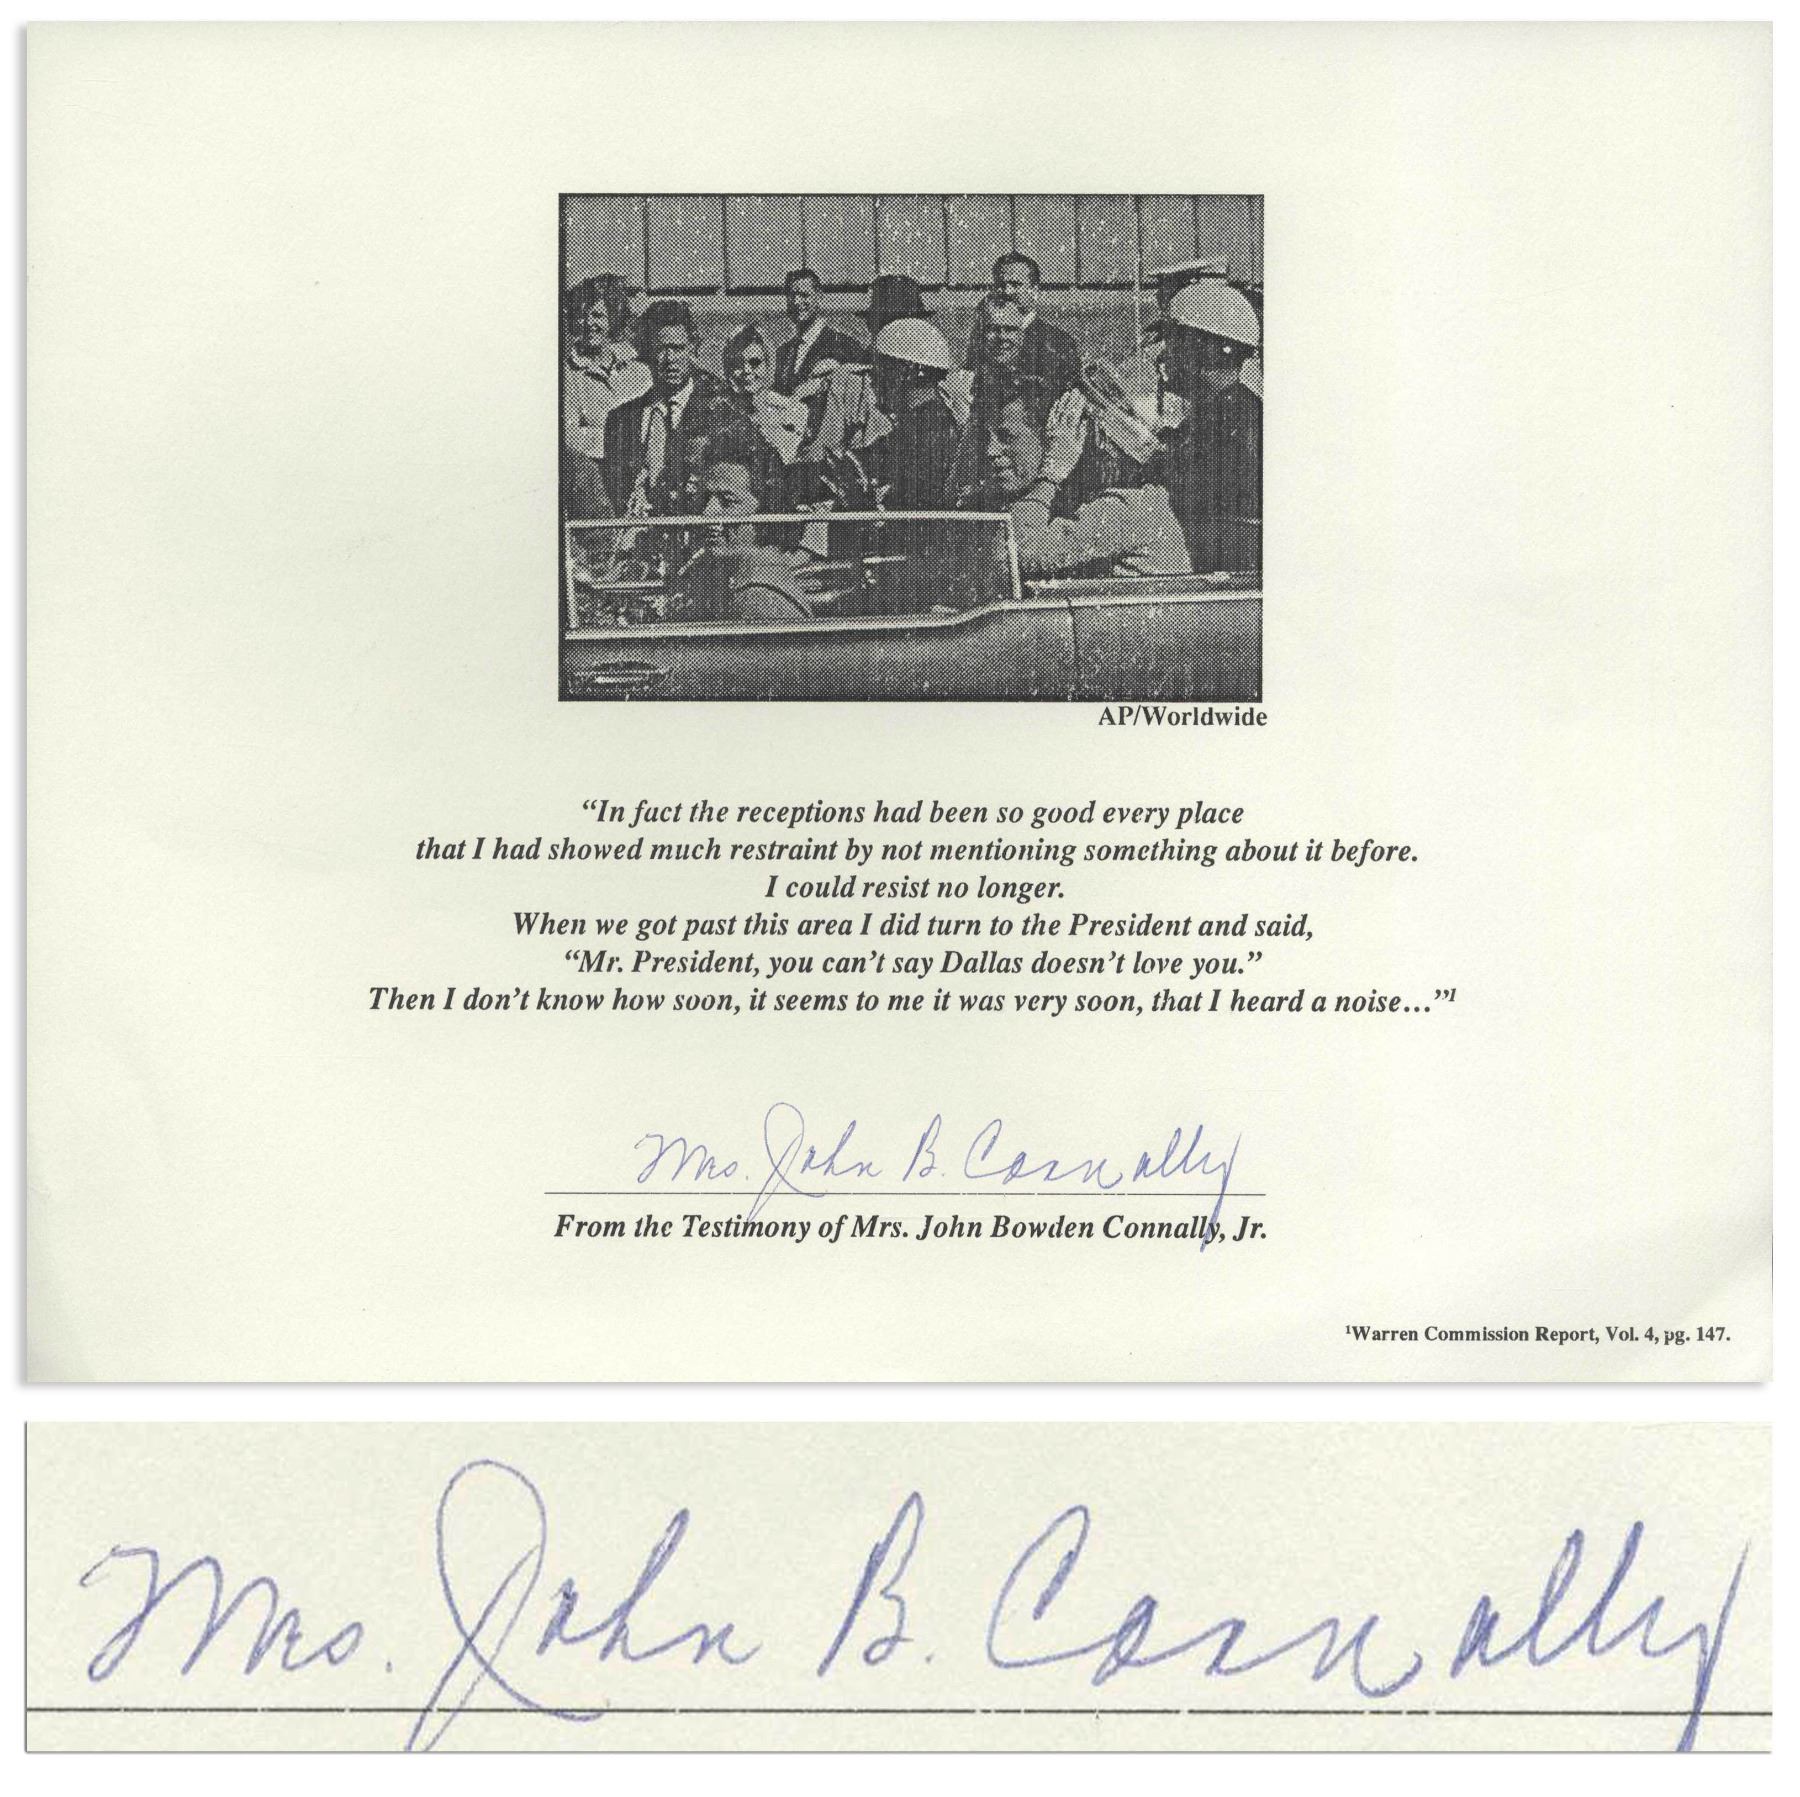 AP/Worldwide
“In fact the receptions had been so good every place
that I had showed much restraint by not mentioning something about it before.
I could resist no longer.
When we got past this area I did turn to the President and said,
“Mr. President, you can’t say Dallas doesn’t love you.”
Then I don’t know how soon, it seems to me it was very soon, that I heard a noise…”¹
Mrs. John B. Connally
From the Testimony of Mrs. John Bowden Connally, Jr.
¹Warren Commission Report, Vol. 4, pg. 147.
Mrs. John B. Connally